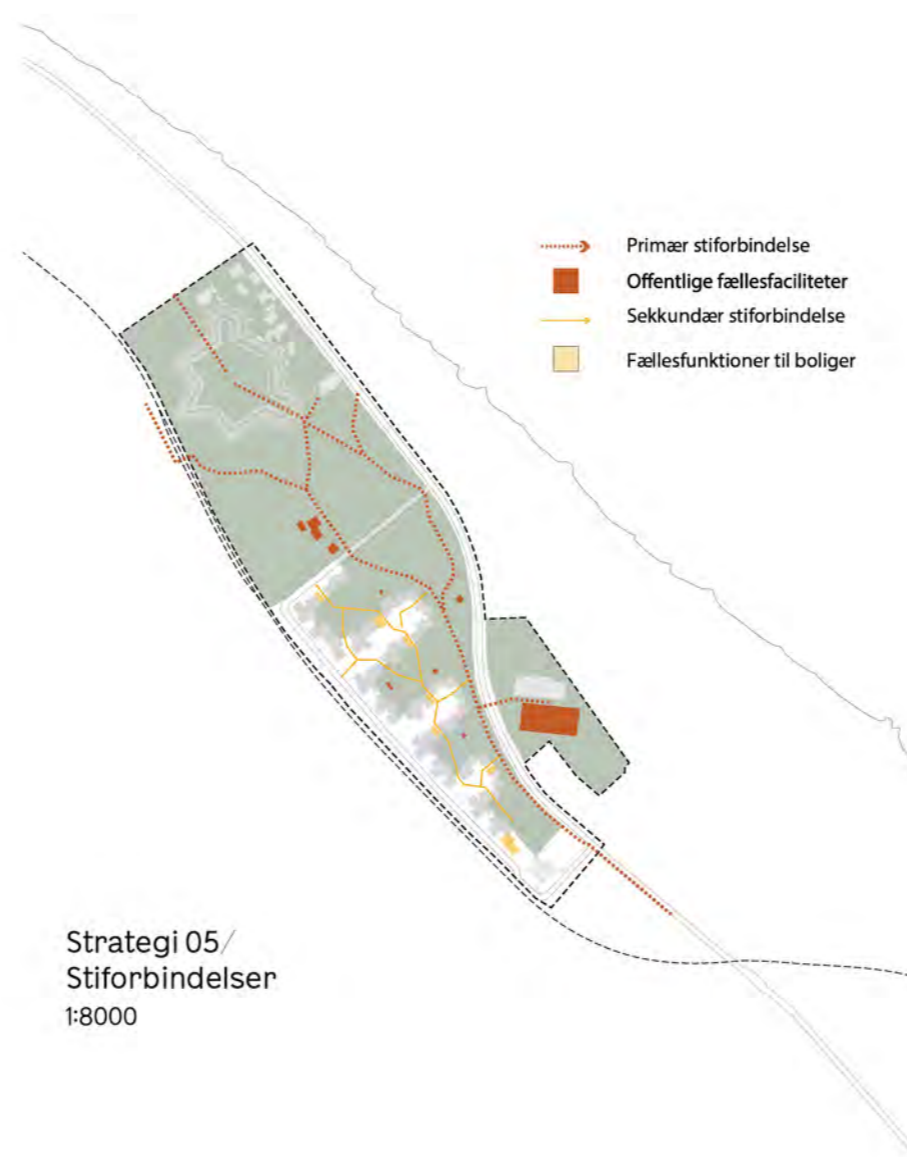 Primær stiforbindelse
Offentlige fællesfaciliteter
Sekkundær stiforbindelse
Fællesfunktioner til boliger
Strategi 05/
Stiforbindelser
1:8000